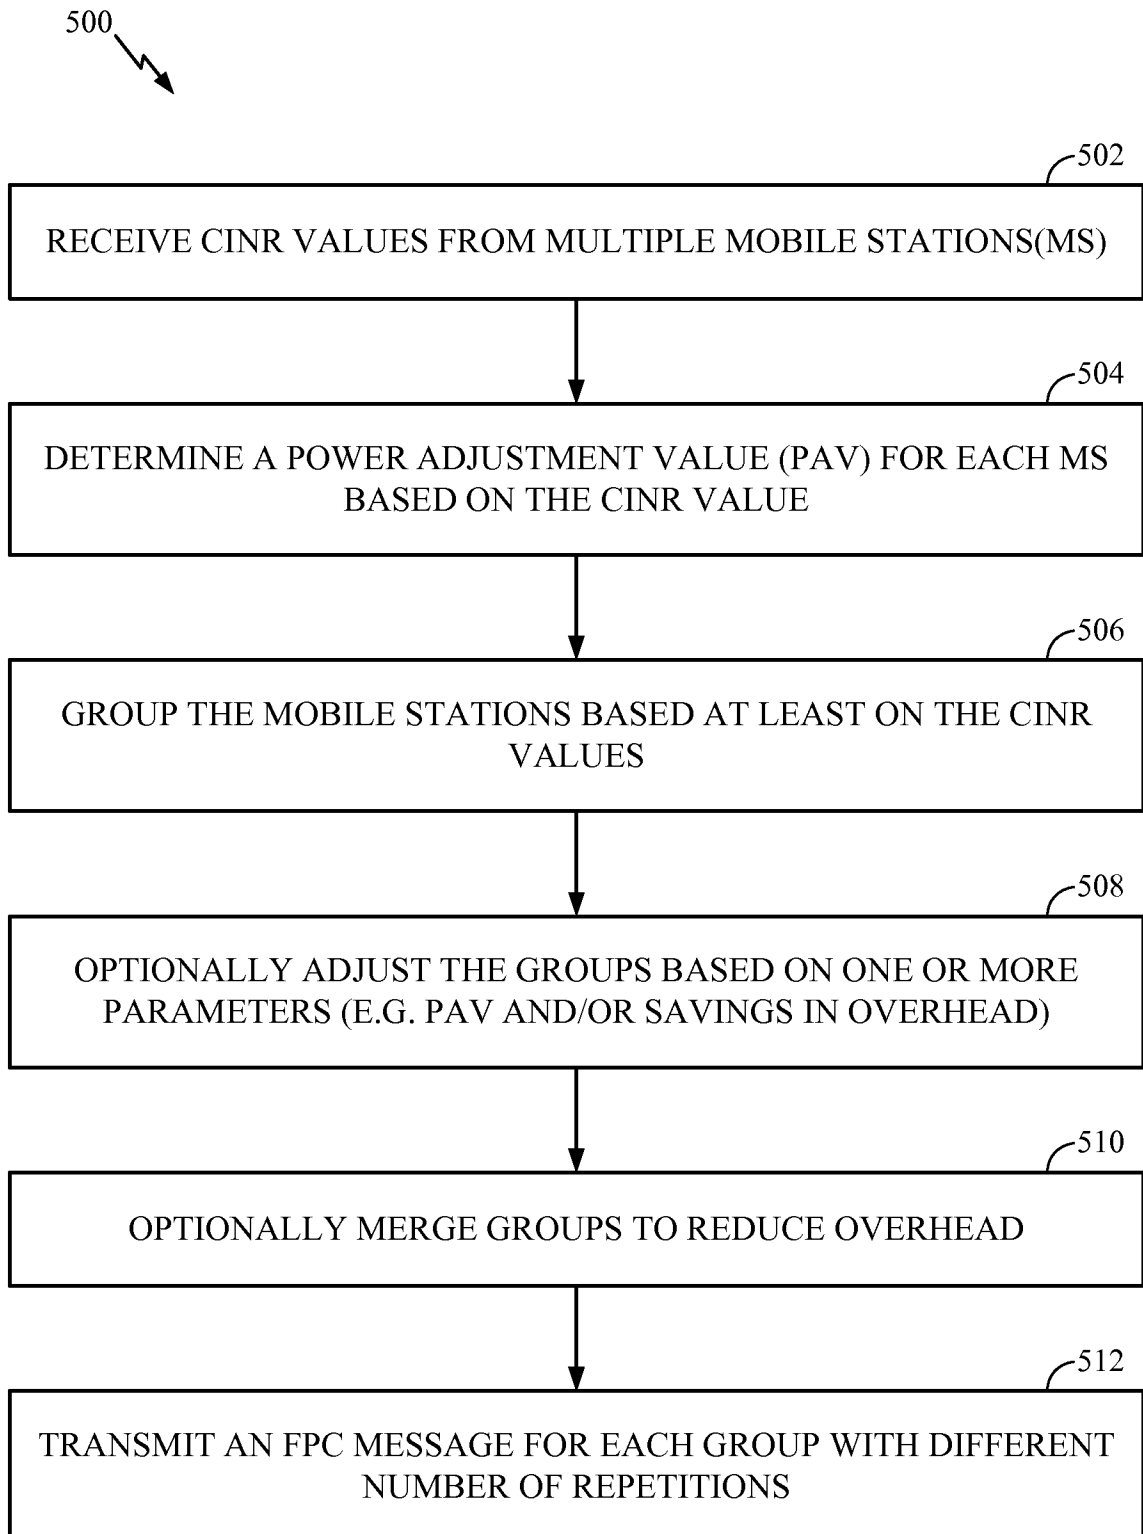 500
502
RECEIVE CINR VALUES FROM MULTIPLE MOBILE STATIONS(MS)
504
DETERMINE A POWER ADJUSTMENT VALUE (PAV) FOR EACH MS
BASED ON THE CINR VALUE
506
GROUP THE MOBILE STATIONS BASED AT LEAST ON THE CINR
VALUES
508
OPTIONALLY ADJUST THE GROUPS BASED ON ONE OR MORE
PARAMETERS (E.G. PAV AND/OR SAVINGS IN OVERHEAD)
510
OPTIONALLY MERGE GROUPS TO REDUCE OVERHEAD
512
TRANSMIT AN FPC MESSAGE FOR EACH GROUP WITH DIFFERENT
NUMBER OF REPETITIONS